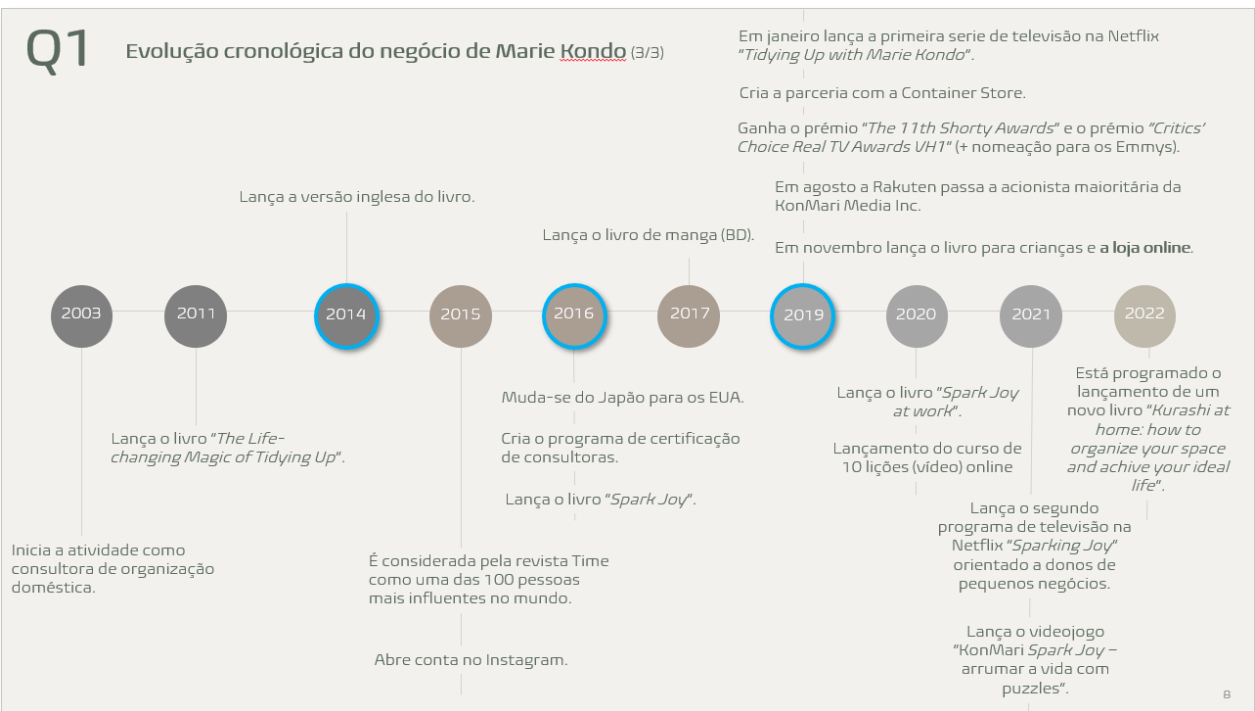 Q1
Evolução cronológica do negócio de Marie Kondo (3/3)
Em janeiro lança a primeira serie de televisão na Netflix
"Tidying Up with Marie Kondo".
Cria a parceria com a Container Store.
Ganha o prémio "The 11th Shorty Awards" e o prémio "Critics'
Choice Real TV Awards VH1" (+ nomeação para os Emmys).
Em agosto a Rakuten passa a acionista maioritária da
KonMari Media Inc.
Em novembro lança o livro para crianças e a loja online.
Lança a versão inglesa do livro.
Lança o livro de manga (BD).
2003
2011
2014
2015
2016
2017
2019
2020
2021
2022
Inicia a atividade como
consultora de organização
doméstica.
Lança o livro "The Life-
changing Magic of Tidying Up".
É considerada pela revista Time
como uma das 100 pessoas
mais influentes no mundo.
Abre conta no Instagram.
Muda-se do Japão para os EUA.
Cria o programa de certificação
de consultoras.
Lança o livro "Spark Joy".
Lança o livro "Spark Joy
at work".
Lançamento do curso de
10 lições (vídeo) online
Lança o segundo
programa de televisão na
Netflix "Sparking Joy"
orientado a donos de
pequenos negócios.
Lança o videojogo
"KonMari Spark Joy –
arrumar a vida com
puzzles".
Está programado o
lançamento de um
novo livro "Kurashi at
home: how to
organize your space
and achive your ideal
life".
8